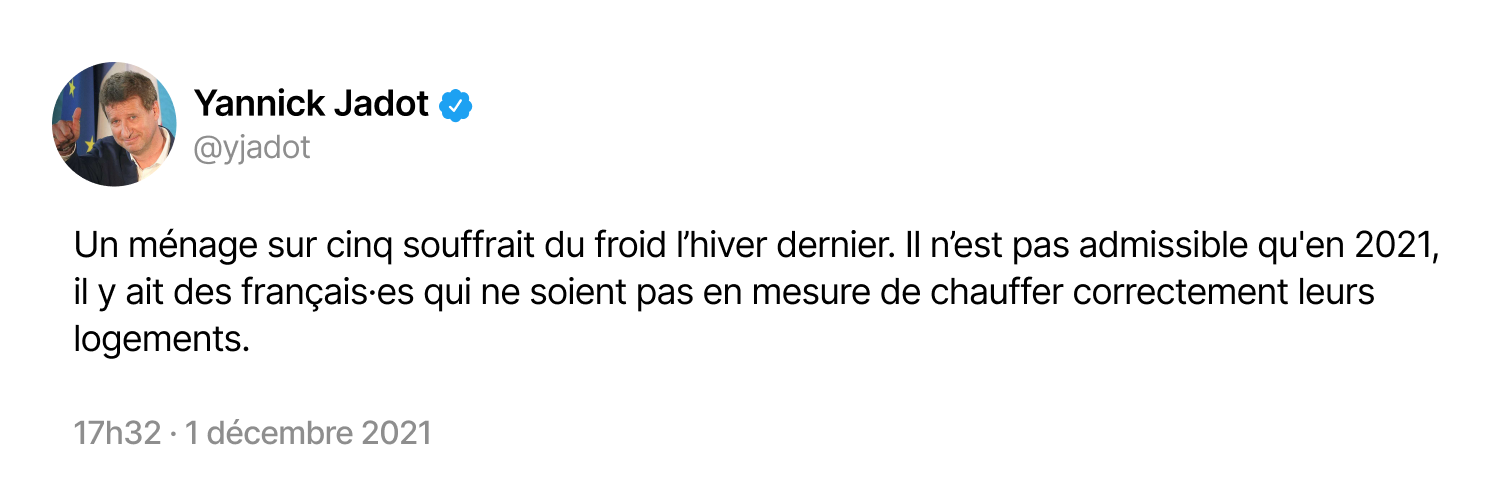 Yannick Jadot
@yjadot
Un ménage sur cinq souffrait du froid l’hiver dernier. Il n’est pas admissible qu'en 2021,
il y ait des français·es qui ne soient pas en mesure de chauffer correctement leurs
logements.
17h32 · 1 décembre 2021